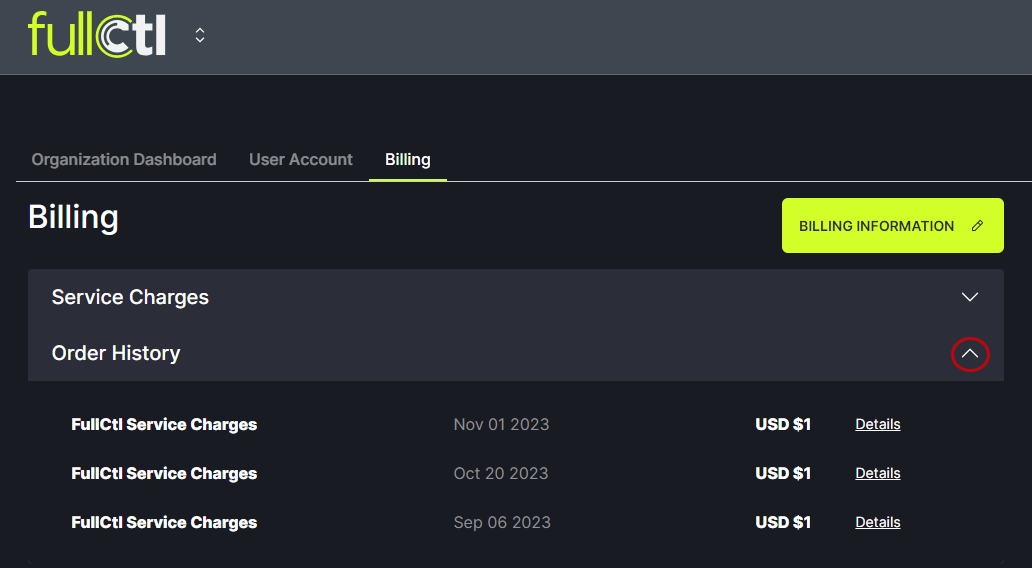 fullctl
Organization Dashboard User Account Billing
Billing
BILLING INFORMATION
Service Charges
Order History
FullCtl Service Charges Nov 01 2023 USD $1 Details
FullCtl Service Charges Oct 20 2023 USD $1 Details
FullCtl Service Charges Sep 06 2023 USD $1 Details